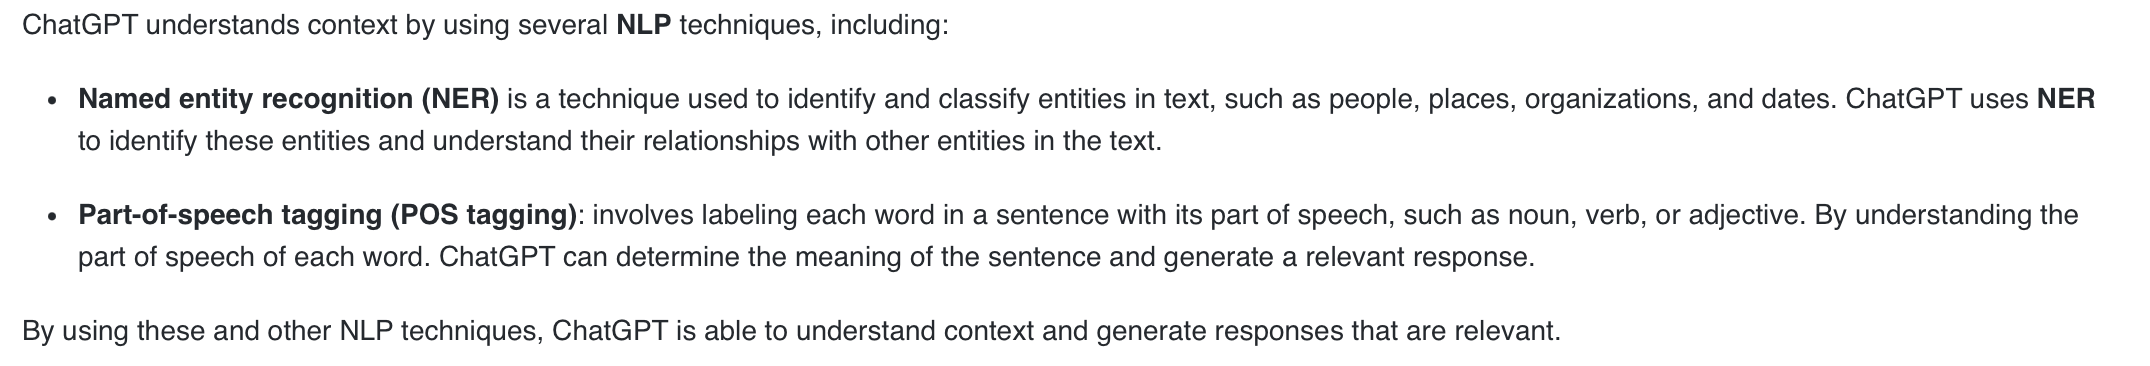 ChatGPT understands context by using several NLP techniques, including:
• Named entity recognition (NER) is a technique used to identify and classify entities in text, such as people, places, organizations, and dates. ChatGPT uses NER
to identify these entities and understand their relationships with other entities in the text.
• Part-of-speech tagging (POS tagging): involves labeling each word in a sentence with its part of speech, such as noun, verb, or adjective. By understanding the
part of speech of each word. ChatGPT can determine the meaning of the sentence and generate a relevant response.
By using these and other NLP techniques, ChatGPT is able to understand context and generate responses that are relevant.